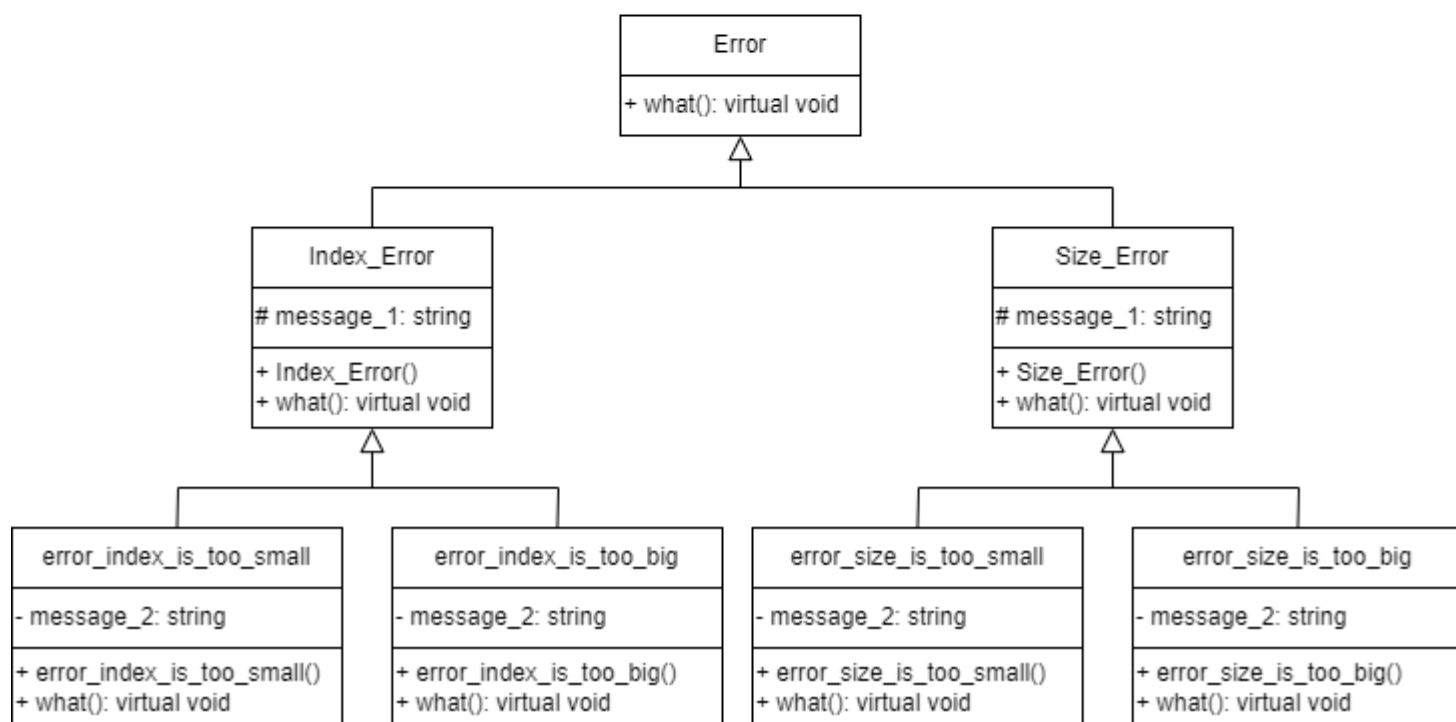 Error
+ what(): virtual void
Index_Error
# message_1: string
+ Index_Error()
+ what(): virtual void
Size_Error
# message_1: string
+ Size_Error()
+ what(): virtual void
error_index_is_too_small
- message_2: string
+ error_index_is_too_small()
+ what(): virtual void
error_index_is_too_big
- message_2: string
+ error_index_is_too_big()
+ what(): virtual void
error_size_is_too_small
- message_2: string
+ error_size_is_too_small()
+ what(): virtual void
error_size_is_too_big
- message_2: string
+ error_size_is_too_big()
+ what(): virtual void